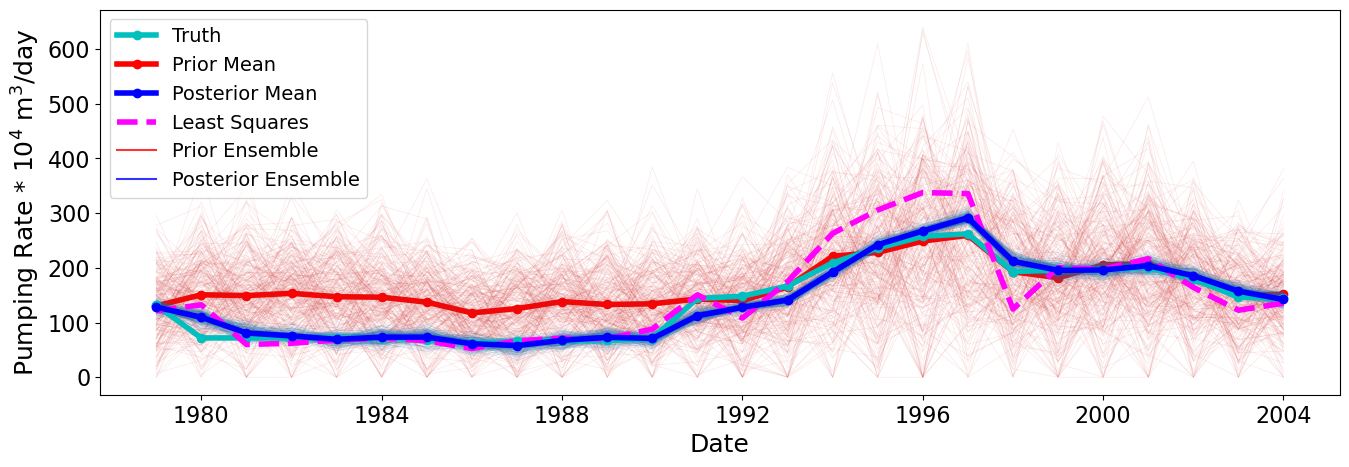 Pumping Rate * 10⁴ m³/day
600
500
400
300
200
100
0
Truth
Prior Mean
Posterior Mean
Least Squares
Prior Ensemble
Posterior Ensemble
1980 1984 1988 1992 1996 2000 2004
Date